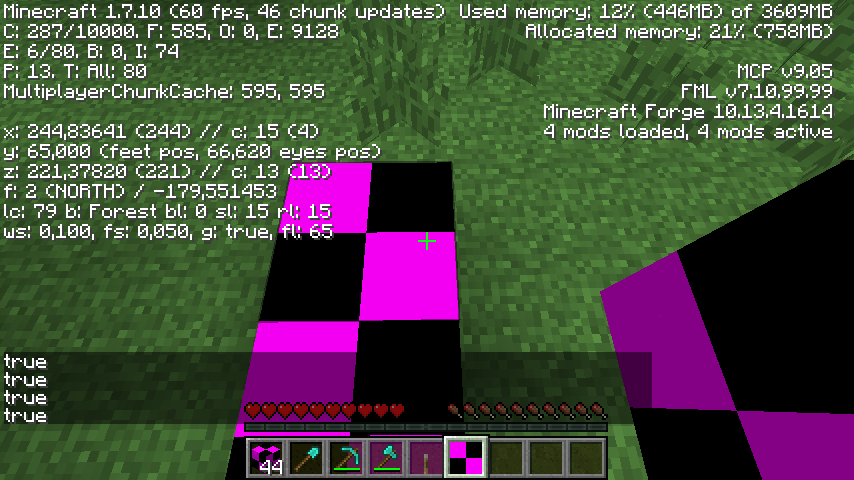 Minecraft 1.7.10 (60 fps, 46 chunk updates)
C: 287/10000. F: 585, O: 0, E: 9128
E: 6/80. B: 0, I: 74
P: 13. T: All: 80
MultiplayerChunkCache: 595, 595
x: 244,83641 (244) // c: 15 (4)
y: 65,000 (feet pos, 66,620 eyes pos)
z: 221,37820 (221) // c: 13 (13)
f: 2 (NORTH) / -179,551453
lc: 79 b: Forest bl: 0 sl: 15 rl: 15
ws: 0,100, fs: 0,050, g: true, fl: 65
Used memory: 12% (446MB) of 3609MB
Allocated memory: 21% (758MB)
MCP v9.05
FML v7.10.99.99
Minecraft Forge 10.13.4.1614
4 mods loaded, 4 mods active
true
true
true
true
44